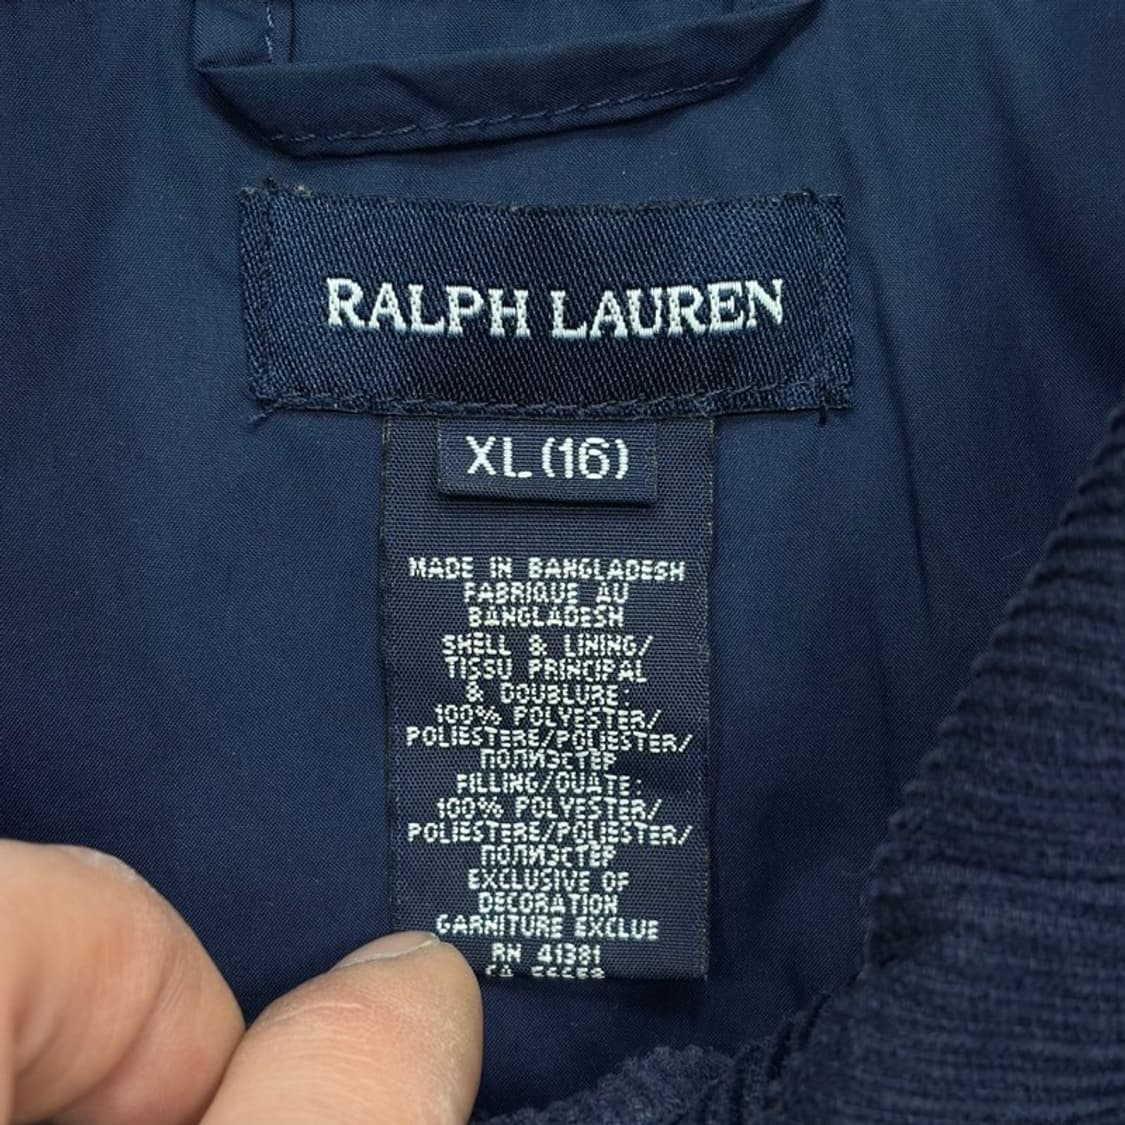 RALPH LAUREN
XL (16)
MADE IN BANGLADESH
FABRIQUE AU
BANGLADESH
SHELL & LINING/
TISSU PRINCIPAL
& DOUBLURE:
100% POLYESTER/
POLIESTERE/POLIESTER/
ПОЛИЭСТЕР
FILLING/OUATE:
100% POLYESTER/
POLIESTERE/POLIESTER/
ПОЛИЭСТЕР
EXCLUSIVE OF
DECORATION
GARNITURE EXCLUE
RN 41381
CA